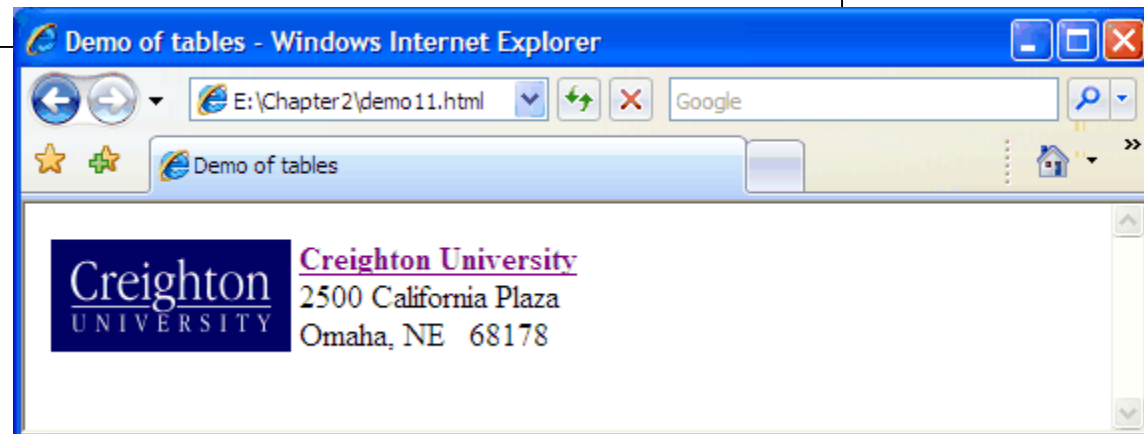 Demo of tables - Windows Internet Explorer
E:\Chapter2\demo11.html
Google
Demo of tables
»
Creighton
UNIVERSITY
Creighton University
2500 California Plaza
Omaha, NE   68178